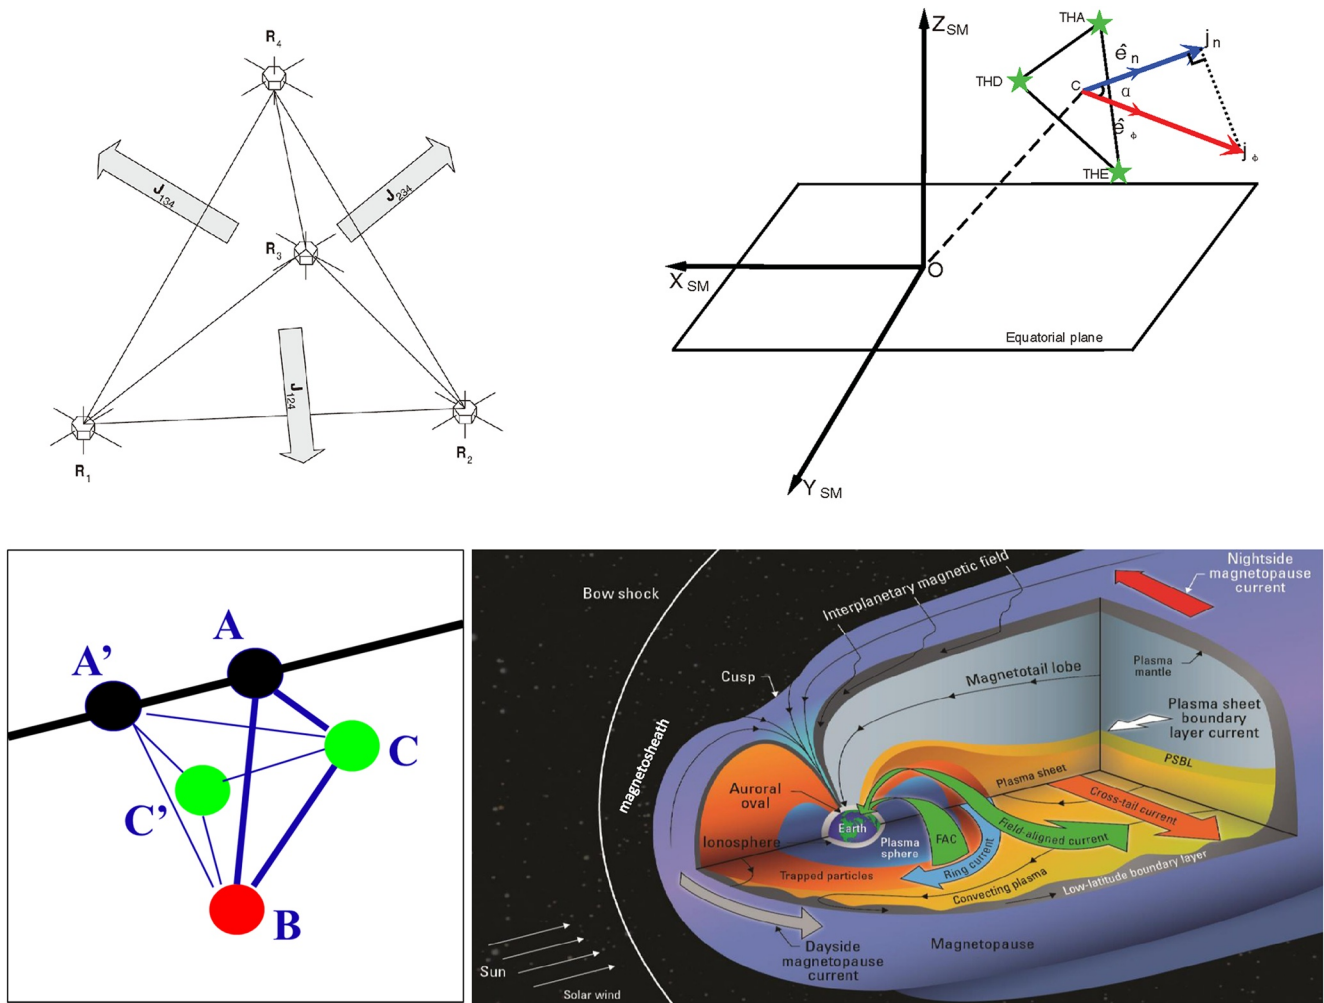 R4
J134
J234
R3
J124
R1
R2
ZSM
THA
jn
ên
THD
C
α
êφ
jφ
THE
O
XSM
Equatorial plane
YSM
A
A’
C
C’
B
Nightside
magnetopause
current
Interplanetary magnetic field
Bow shock
Cusp
Magnetotail lobe
Plasma
mantle
Plasma sheet
boundary
layer current
magnetosheath
PSBL
Plasma sheet
Auroral
oval
Cross-tail current
Earth
Ionosphere
Plasma
sphere
FAC
Field-aligned current
Ring current
Trapped particles
Convecting plasma
Low-latitude boundary layer
Dayside
magnetopause
current
Magnetopause
Sun
Solar wind